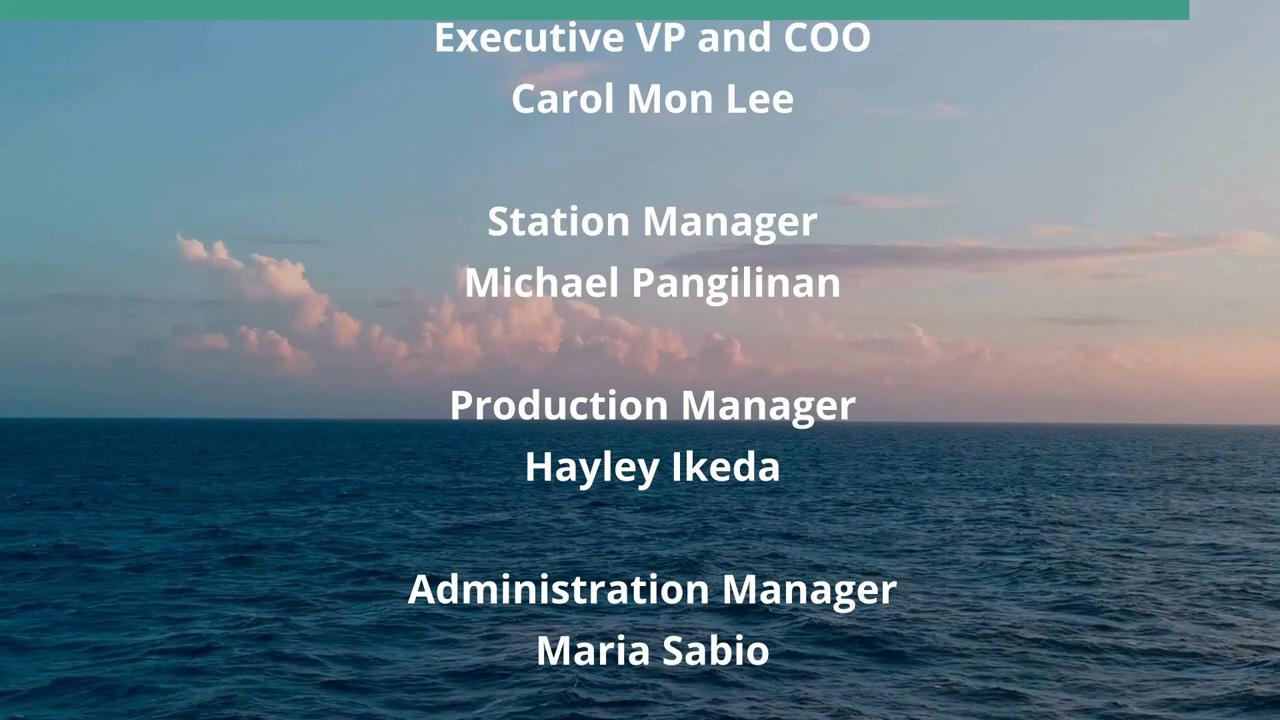 Executive VP and COO
Carol Mon Lee
Station Manager
Michael Pangilinan
Production Manager
Hayley Ikeda
Administration Manager
Maria Sabio